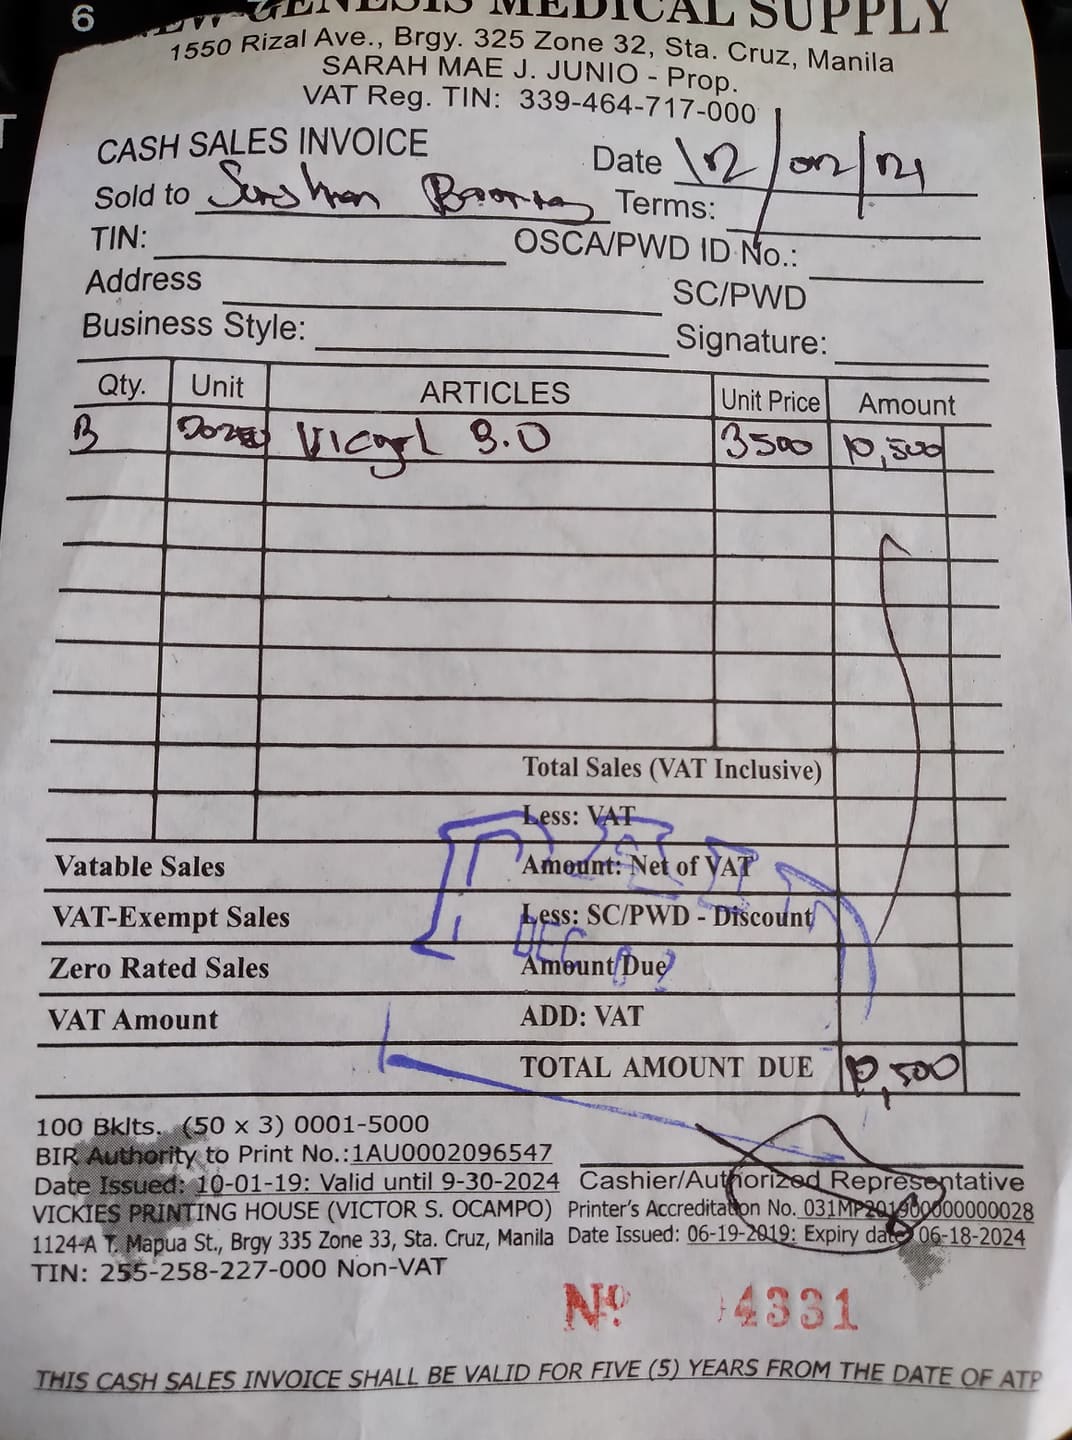 6
NEW GENESIS MEDICAL SUPPLY
1550 Rizal Ave., Brgy. 325 Zone 32, Sta. Cruz, Manila
SARAH MAE J. JUNIO - Prop.
VAT Reg. TIN: 339-464-717-000
CASH SALES INVOICE Date 12/02/21
Sold to Terms:
TIN: OSCA/PWD ID No.:
Address SC/PWD
Business Style: Signature:
Qty. Unit ARTICLES Unit Price Amount
3 Dozen Vicryl 3500 10,500
Total Sales (VAT Inclusive)
Less: VAT
Vatable Sales Amount: Net of VAT
VAT-Exempt Sales Less: SC/PWD - Discount
PAID
DEC 02
Zero Rated Sales Amount Due
VAT Amount ADD: VAT
TOTAL AMOUNT DUE 10,500
100 Bklts. (50 x 3) 0001-5000
BIR Authority to Print No.:1AU0002096547
Date Issued: 10-01-19: Valid until 9-30-2024 Cashier/Authorized Representative
VICKIES PRINTING HOUSE (VICTOR S. OCAMPO) Printer's Accreditation No. 031MP20190000000028
1124-A T. Mapua St., Brgy 335 Zone 33, Sta. Cruz, Manila Date Issued: 06-19-2019: Expiry date 06-18-2024
TIN: 255-258-227-000 Non-VAT
Nº 4331
THIS CASH SALES INVOICE SHALL BE VALID FOR FIVE (5) YEARS FROM THE DATE OF ATP